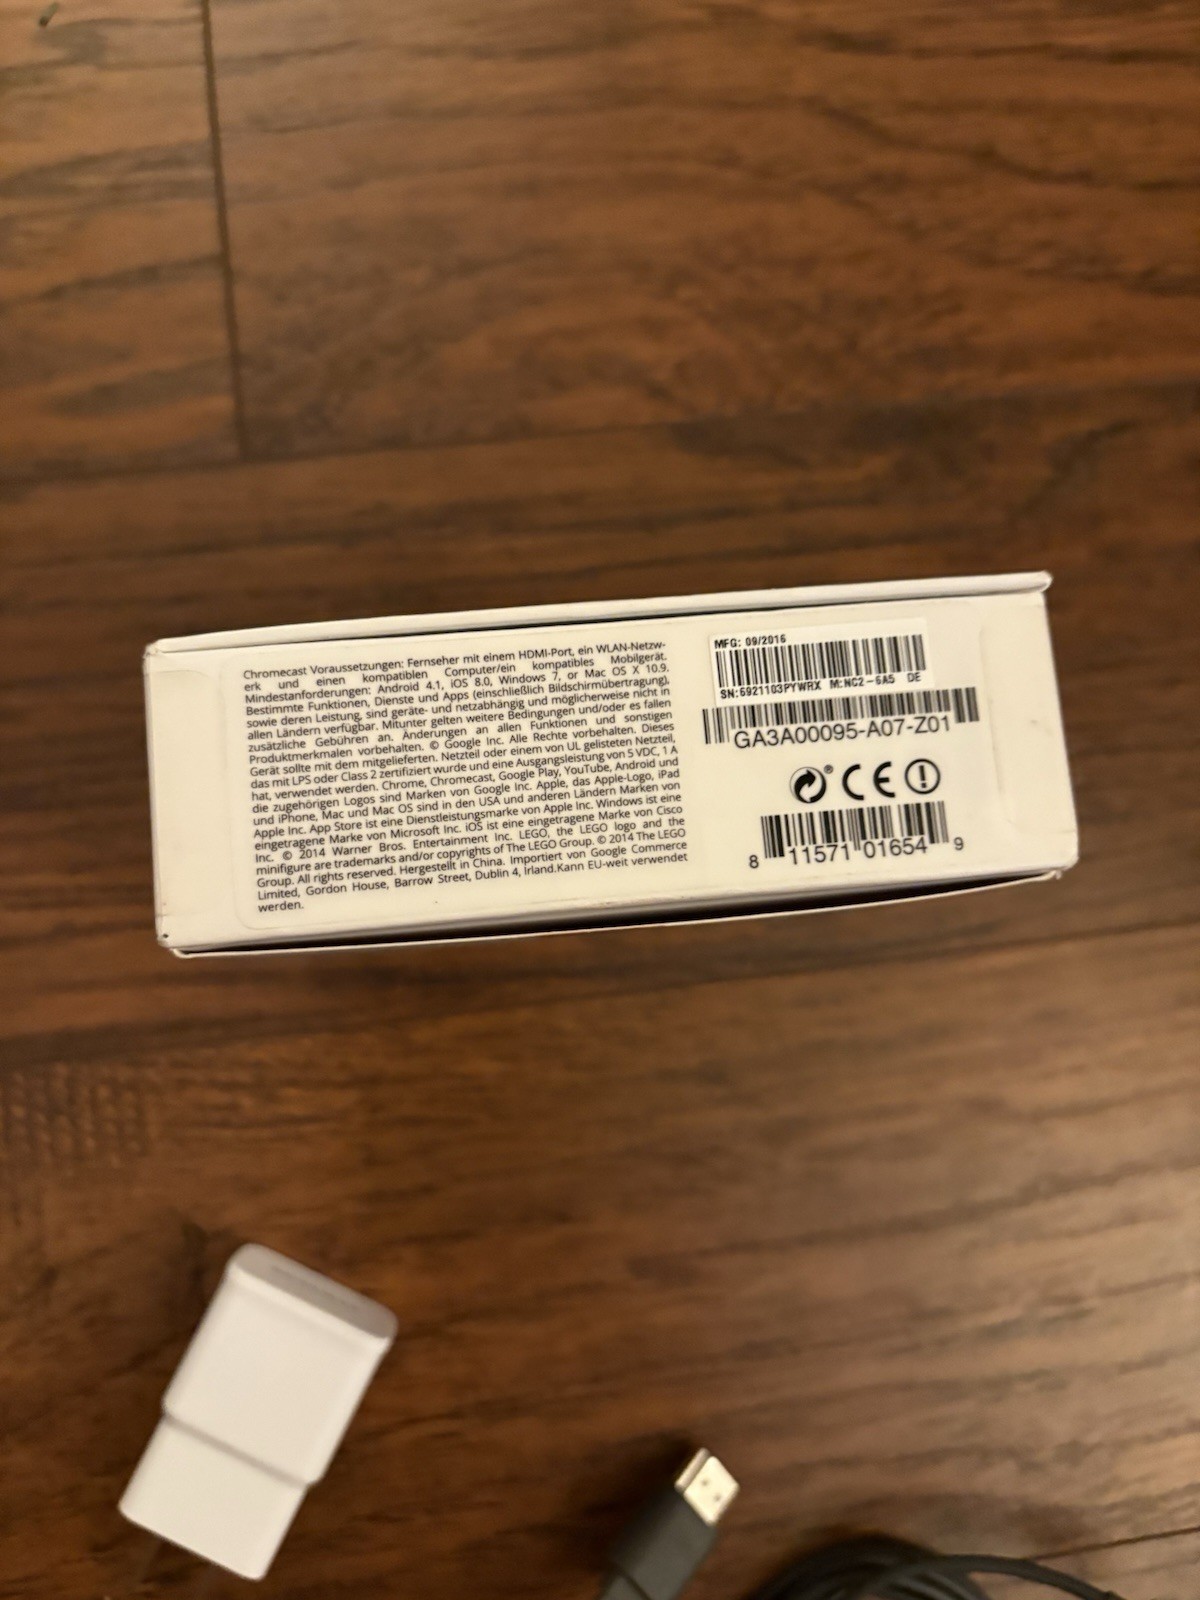 Chromecast Voraussetzungen: Fernseher mit einem HDMI-Port, ein WLAN-Netzw-
erk und einen kompatiblen Computer/ein kompatibles Mobilgerät.
Mindestanforderungen: Android 4.1, iOS 8.0, Windows 7, or Mac OS X 10.9.
Bestimmte Funktionen, Dienste und Apps (einschließlich Bildschirmübertragung),
sowie deren Leistung, sind geräte- und netzabhängig und möglicherweise nicht in
allen Ländern verfügbar. Mitunter gelten weitere Bedingungen und/oder es fallen
zusätzliche Gebühren an. Änderungen an allen Funktionen und sonstigen
Produktmerkmalen vorbehalten. © Google Inc. Alle Rechte vorbehalten. Dieses
Gerät sollte mit dem mitgelieferten. Netzteil oder einem von UL gelisteten Netzteil,
das mit LPS oder Class 2 zertifiziert wurde und eine Ausgangsleistung von 5 VDC, 1 A
hat, verwendet werden. Chrome, Chromecast, Google Play, YouTube, Android und
die zugehörigen Logos sind Marken von Google Inc. Apple, das Apple-Logo, iPad
und iPhone, Mac und Mac OS sind in den USA und anderen Ländern Marken von
Apple Inc. App Store ist eine Dienstleistungsmarke von Apple Inc. Windows ist eine
eingetragene Marke von Microsoft Inc. iOS ist eine eingetragene Marke von Cisco
Inc. © 2014 Warner Bros. Entertainment Inc. LEGO, the LEGO logo and the
minifigure are trademarks and/or copyrights of The LEGO Group. © 2014 The LEGO
Group. All rights reserved. Hergestellt in China. Importiert von Google Commerce
Limited, Gordon House, Barrow Street, Dublin 4, Irland.Kann EU-weit verwendet
werden.
MFG: 09/2016
SN:6921103PYWRX M:NC2-6A5 DE
GA3A00095-A07-Z01
® CE
8 11571 01654 9